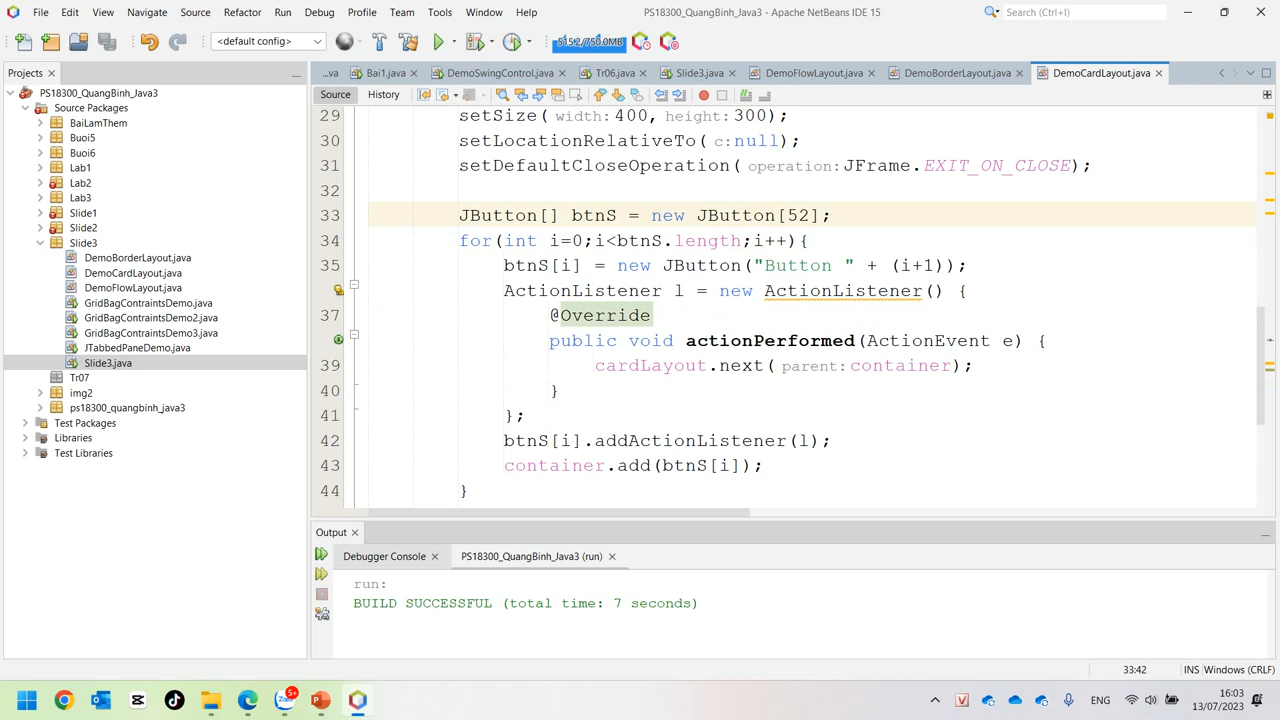 File Edit View Navigate Source Refactor Run Debug Profile Team Tools Window Help
PS18300_QuangBinh_Java3 - Apache NetBeans IDE 15
Search (Ctrl+I)
<default config>
515.2/750.0MB
Projects
...va Bai1.java DemoSwingControl.java Tr06.java Slide3.java DemoFlowLayout.java DemoBorderLayout.java DemoCardLayout.java
Source History
PS18300_QuangBinh_Java3
Source Packages
BaiLamThem
Buoi5
Buoi6
Lab1
Lab2
Lab3
Slide1
Slide2
Slide3
DemoBorderLayout.java
DemoCardLayout.java
DemoFlowLayout.java
GridBagContraintsDemo.java
GridBagContraintsDemo2.java
GridBagContraintsDemo3.java
JTabbedPaneDemo.java
Slide3.java
Tr07
img2
ps18300_quangbinh_java3
Test Packages
Libraries
Test Libraries
29 setSize(width:400, height:300);
30 setLocationRelativeTo(c:null);
31 setDefaultCloseOperation(operation:JFrame.EXIT_ON_CLOSE);
32
33 JButton[] btnS = new JButton[52];
34 for(int i=0;i<btnS.length;i++){
35 btnS[i] = new JButton("Button " + (i+1));
ActionListener l = new ActionListener() {
37 @Override
public void actionPerformed(ActionEvent e) {
39 cardLayout.next(parent:container);
40 }
41 };
42 btnS[i].addActionListener(l);
43 container.add(btnS[i]);
44 }
Output
Debugger Console PS18300_QuangBinh_Java3 (run)
run:
BUILD SUCCESSFUL (total time: 7 seconds)
33:42 INS Windows (CRLF)
5+
Zalo
V
ENG
16:03
13/07/2023